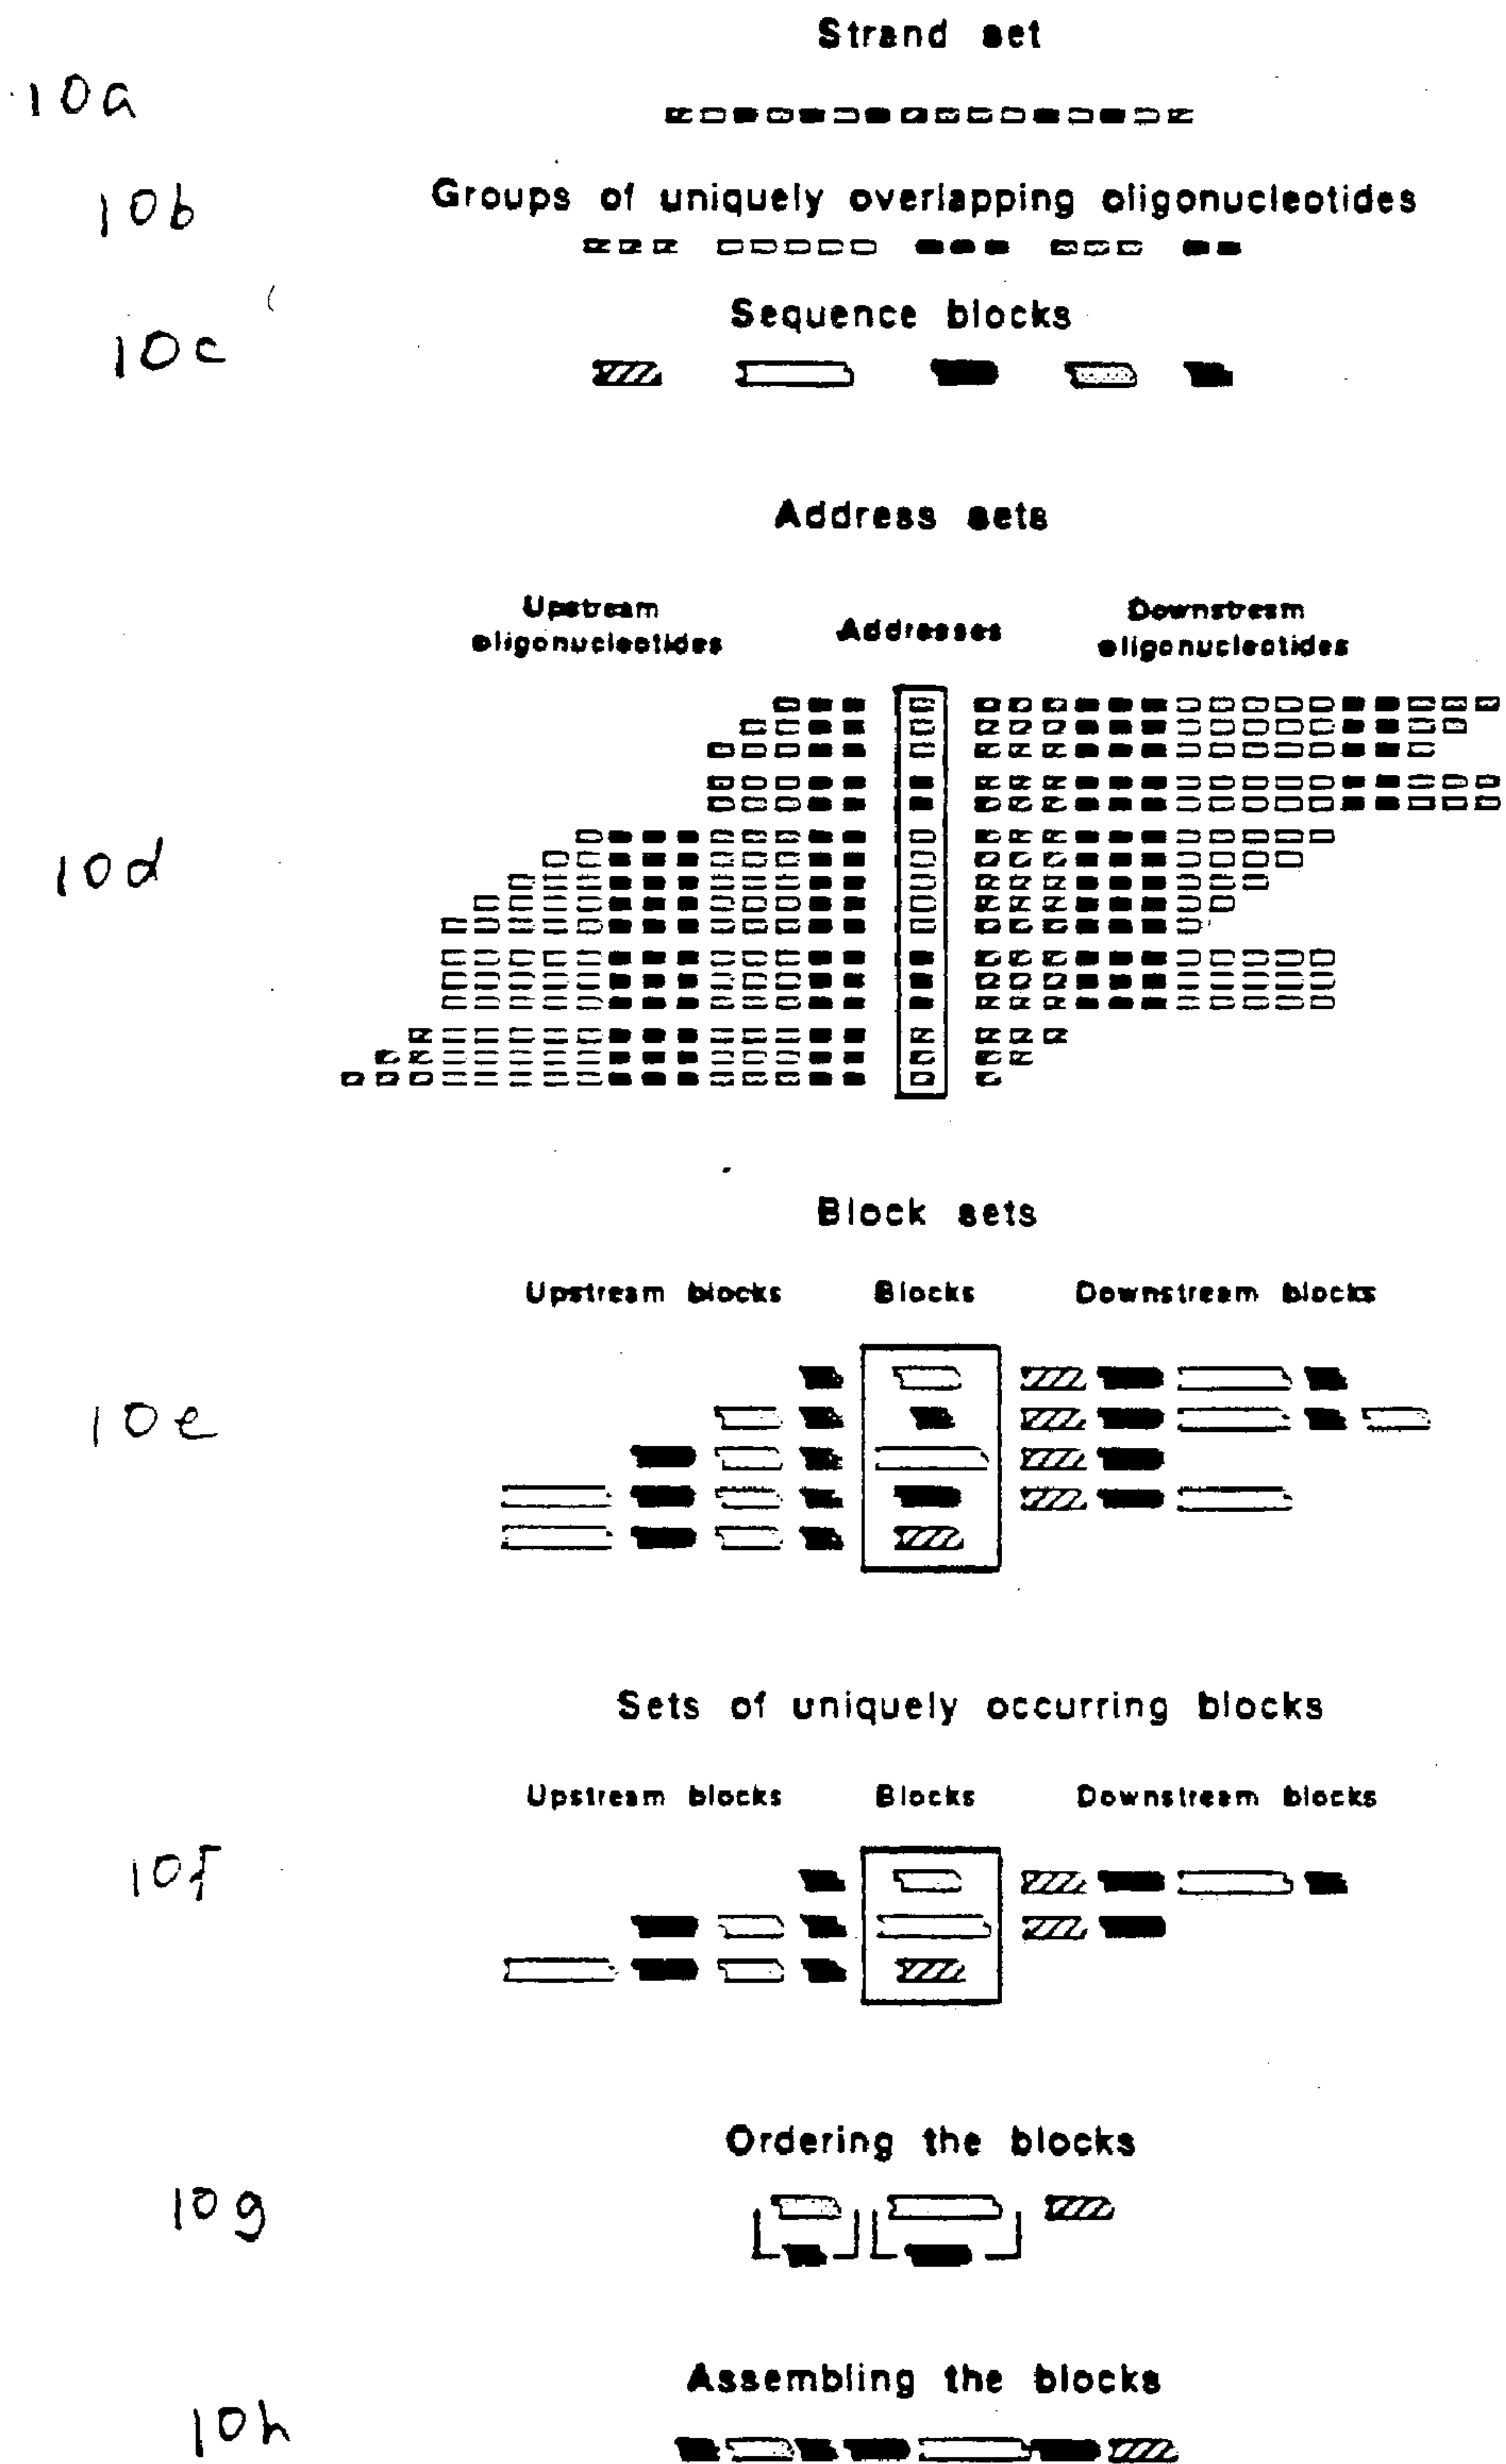 Strand set
10a
10b
Groups of uniquely overlapping oligonucleotides
Sequence blocks
10c
Address sets
Upstream oligonucleotides
Addresses
Downstream oligonucleotides
10d
Block sets
Upstream blocks Blocks Downstream blocks
10e
Sets of uniquely occurring blocks
Upstream blocks Blocks Downstream blocks
10f
Ordering the blocks
10g
Assembling the blocks
10h